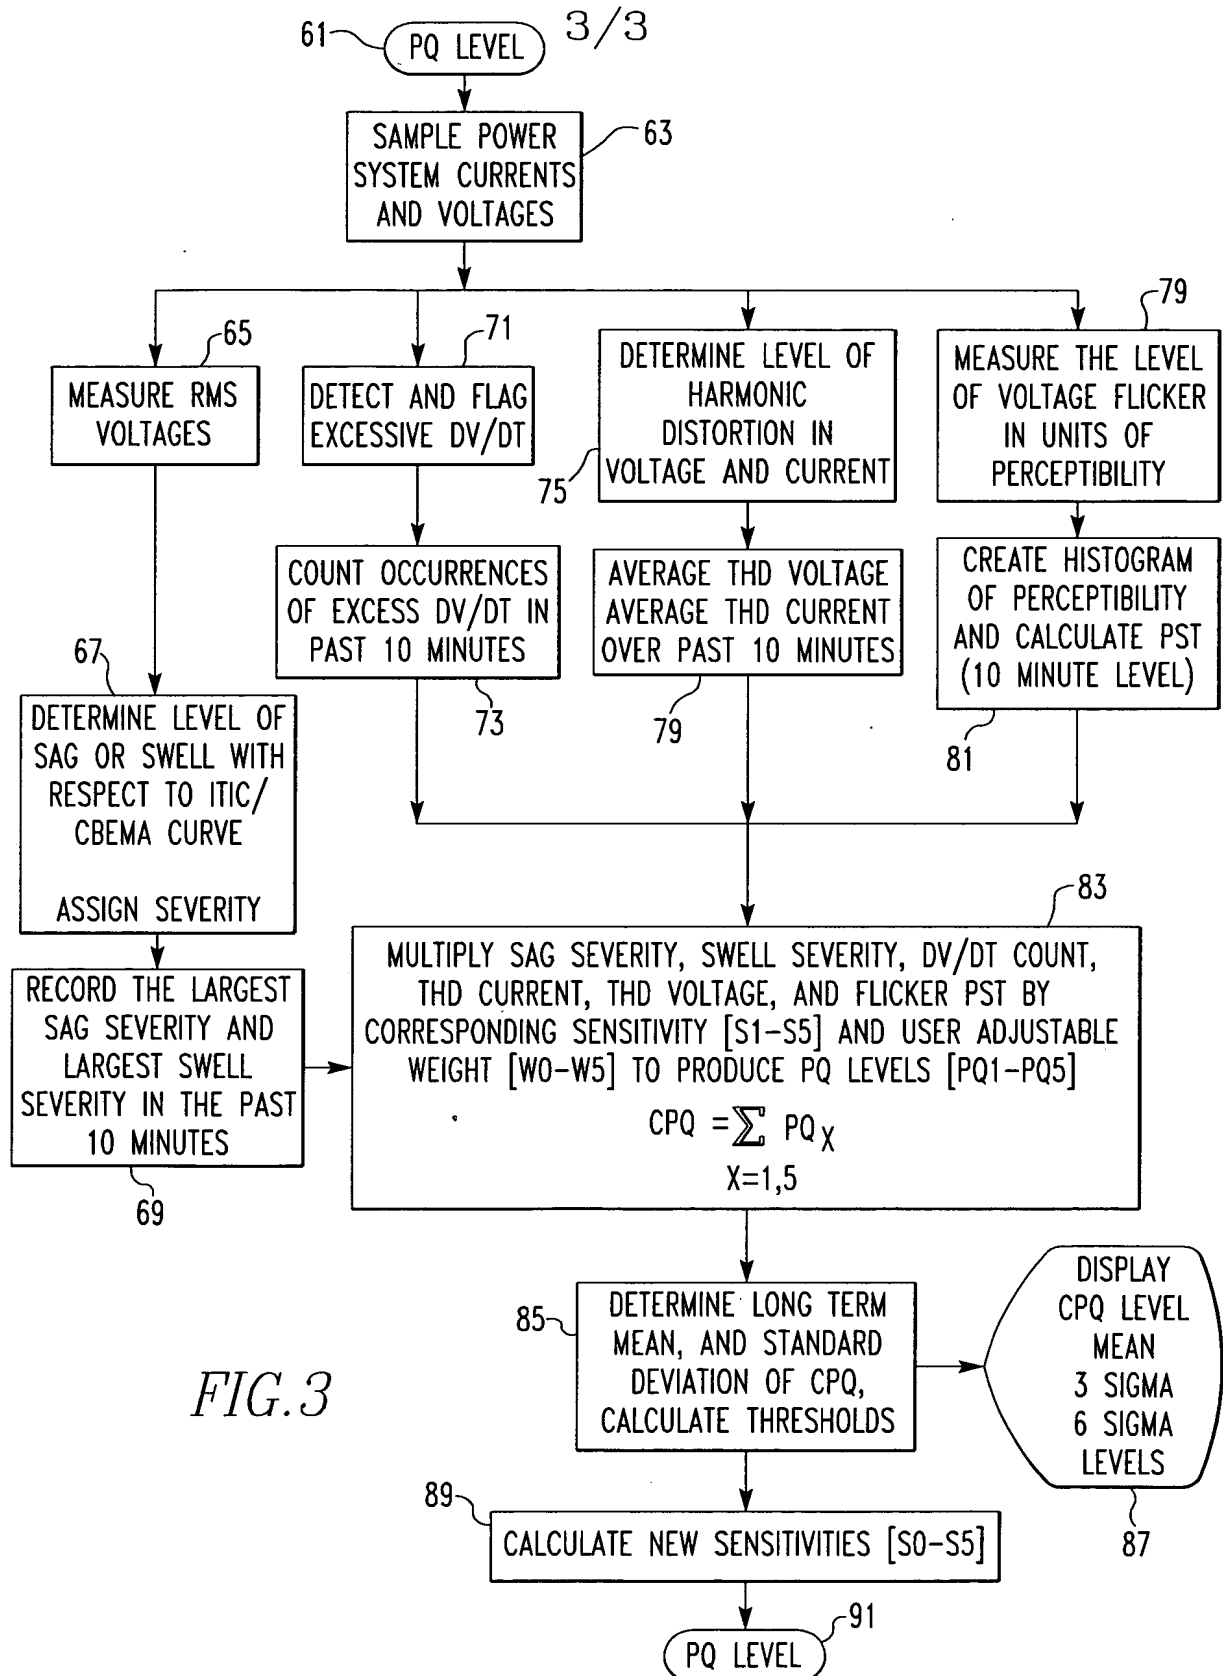 3/3
61
PQ LEVEL
SAMPLE POWER
SYSTEM CURRENTS
AND VOLTAGES
63
65
MEASURE RMS
VOLTAGES
71
DETECT AND FLAG
EXCESSIVE DV/DT
DETERMINE LEVEL OF
HARMONIC
DISTORTION IN
VOLTAGE AND CURRENT
75
79
MEASURE THE LEVEL
OF VOLTAGE FLICKER
IN UNITS OF
PERCEPTIBILITY
COUNT OCCURRENCES
OF EXCESS DV/DT IN
PAST 10 MINUTES
73
AVERAGE THD VOLTAGE
AVERAGE THD CURRENT
OVER PAST 10 MINUTES
79
CREATE HISTOGRAM
OF PERCEPTIBILITY
AND CALCULATE PST
(10 MINUTE LEVEL)
81
67
DETERMINE LEVEL OF
SAG OR SWELL WITH
RESPECT TO ITIC/
CBEMA CURVE
ASSIGN SEVERITY
RECORD THE LARGEST
SAG SEVERITY AND
LARGEST SWELL
SEVERITY IN THE PAST
10 MINUTES
69
83
MULTIPLY SAG SEVERITY, SWELL SEVERITY, DV/DT COUNT,
THD CURRENT, THD VOLTAGE, AND FLICKER PST BY
CORRESPONDING SENSITIVITY [S1-S5] AND USER ADJUSTABLE
WEIGHT [W0-W5] TO PRODUCE PQ LEVELS [PQ1-PQ5]
CPQ = Σ PQX
X=1,5
85
DETERMINE LONG TERM
MEAN, AND STANDARD
DEVIATION OF CPQ,
CALCULATE THRESHOLDS
DISPLAY
CPQ LEVEL
MEAN
3 SIGMA
6 SIGMA
LEVELS
87
FIG.3
89
CALCULATE NEW SENSITIVITIES [S0-S5]
91
PQ LEVEL